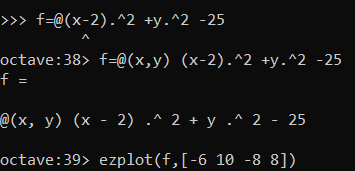 >>> f=@(x-2).^2 +y.^2 -25
^
octave:38> f=@(x,y) (x-2).^2 +y.^2 -25
f =
@(x, y) (x - 2) .^ 2 + y .^ 2 - 25
octave:39> ezplot(f,[-6 10 -8 8])